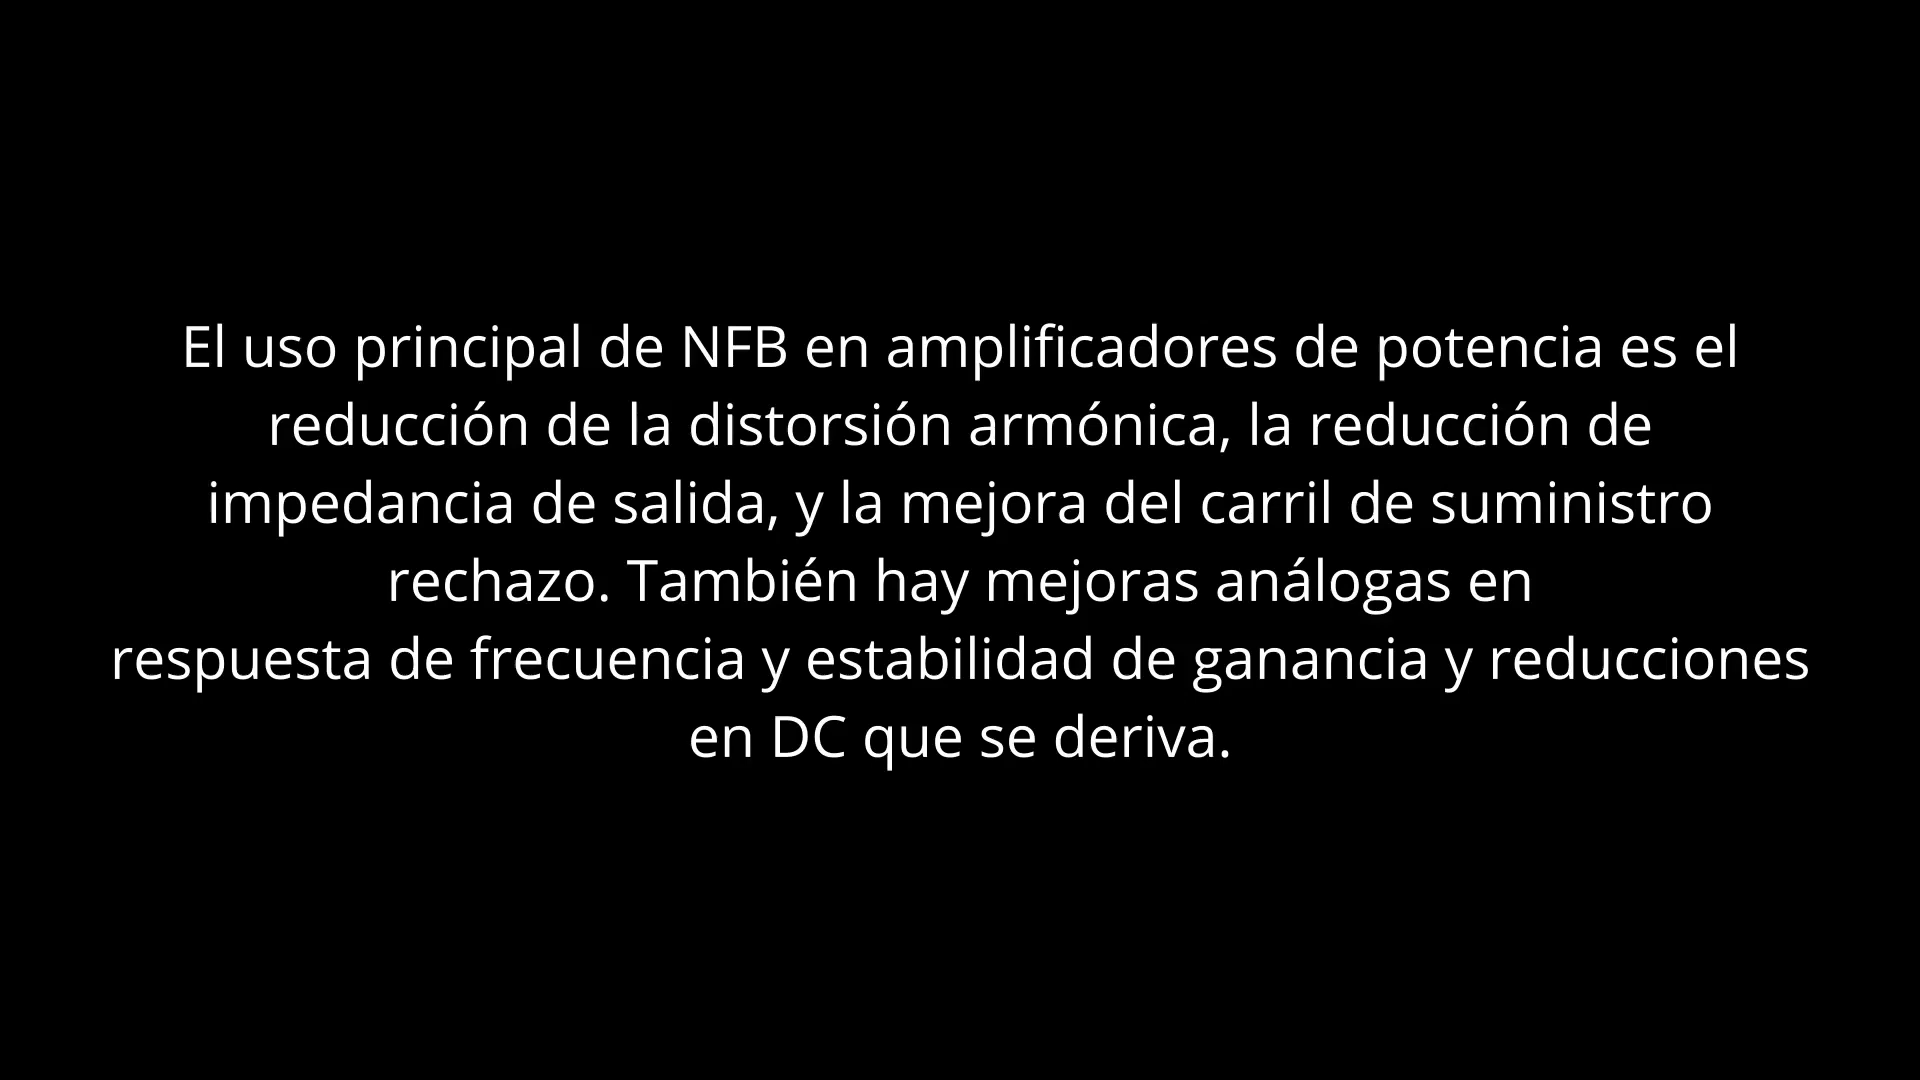 El uso principal de NFB en amplificadores de potencia es el
reducción de la distorsión armónica, la reducción de
impedancia de salida, y la mejora del carril de suministro
rechazo. También hay mejoras análogas en
respuesta de frecuencia y estabilidad de ganancia y reducciones
en DC que se deriva.